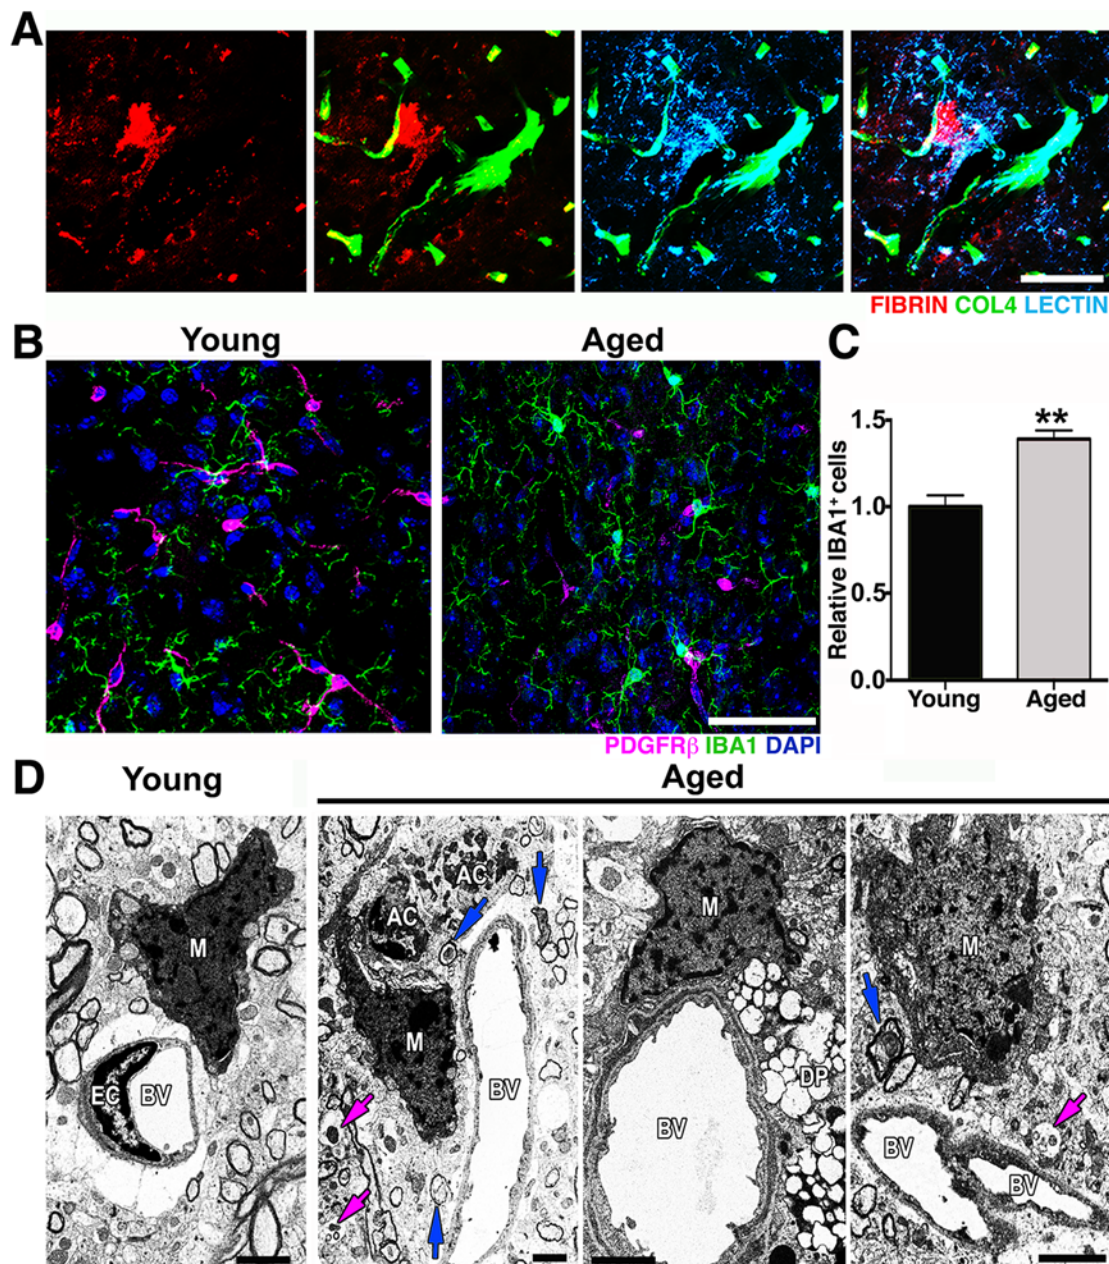 A
FIBRIN COL4 LECTIN
B
Young
Aged
PDGFRβ IBA1 DAPI
C
Relative IBA1⁺ cells
1.5
1.0
0.5
0.0
**
Young
Aged
D
Young
Aged
M
EC
BV
AC
AC
M
BV
M
BV
DP
M
BV
BV